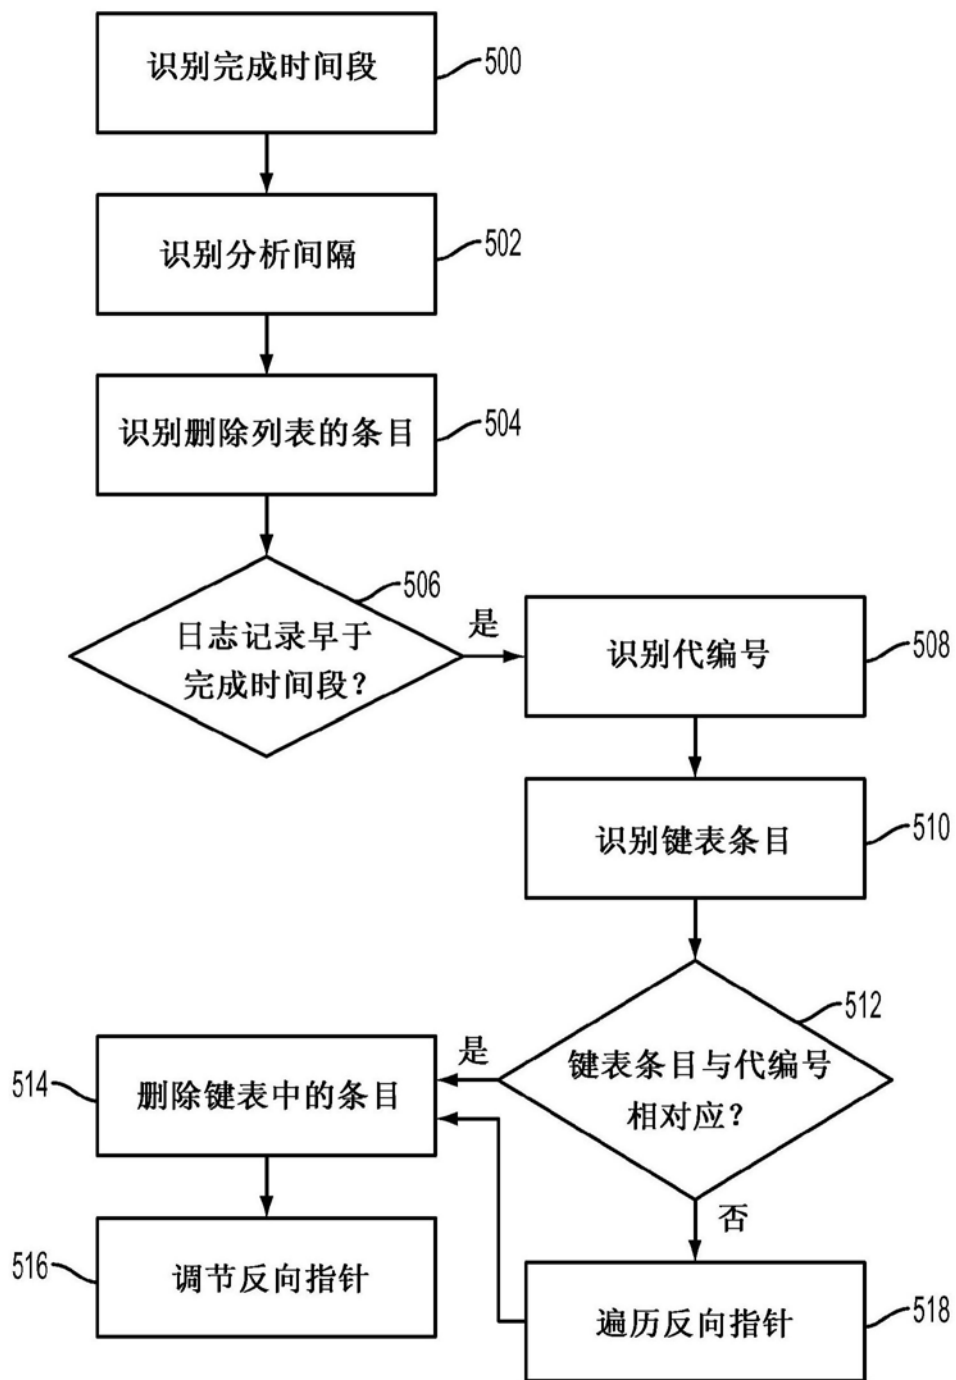 识别完成时间段
500
识别分析间隔
502
识别删除列表的条目
504
506
日志记录早于
完成时间段？
是
识别代编号
508
识别键表条目
510
512
键表条目与代编号
相对应？
是
514
删除键表中的条目
否
516
调节反向指针
遍历反向指针
518